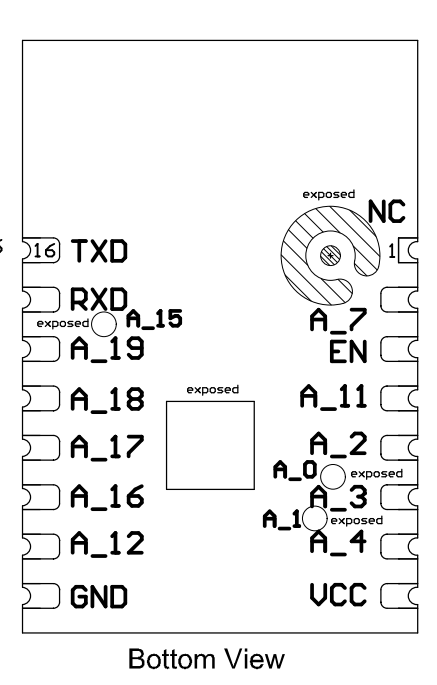 exposed
NC
16 TXD 1
RXD
exposed A_15 A_7
A_19 EN
A_18 exposed A_11
A_17 A_2
A_0 exposed
A_16 A_3
A_1 exposed
A_12 A_4
GND VCC
Bottom View